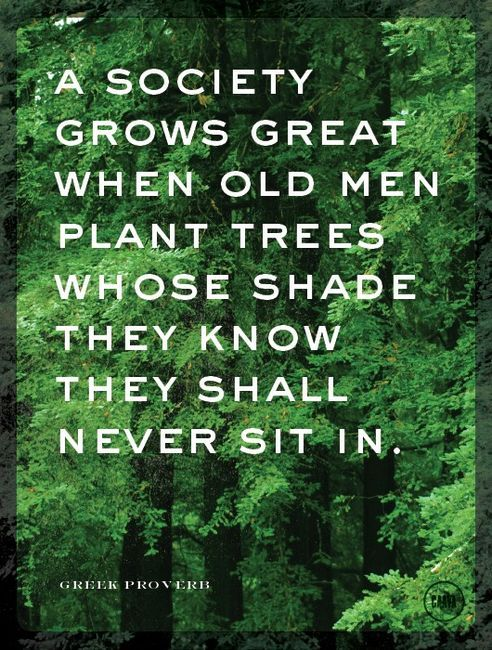 A SOCIETY
GROWS GREAT
WHEN OLD MEN
PLANT TREES
WHOSE SHADE
THEY KNOW
THEY SHALL
NEVER SIT IN.
GREEK PROVERB